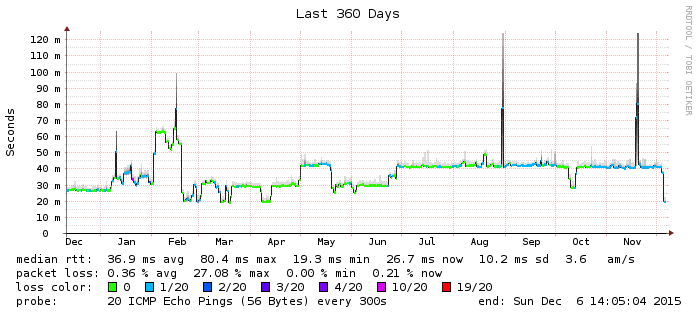 Last 360 Days
RRDTOOL / TOBI OETIKER
Seconds
120 m
110 m
100 m
90 m
80 m
70 m
60 m
50 m
40 m
30 m
20 m
10 m
0
Dec Jan Feb Mar Apr May Jun Jul Aug Sep Oct Nov
median rtt: 36.9 ms avg 80.4 ms max 19.3 ms min 26.7 ms now 10.2 ms sd 3.6 am/s
packet loss: 0.36 % avg 27.08 % max 0.00 % min 0.21 % now
loss color: 0 1/20 2/20 3/20 4/20 10/20 19/20
probe: 20 ICMP Echo Pings (56 Bytes) every 300s end: Sun Dec 6 14:05:04 2015